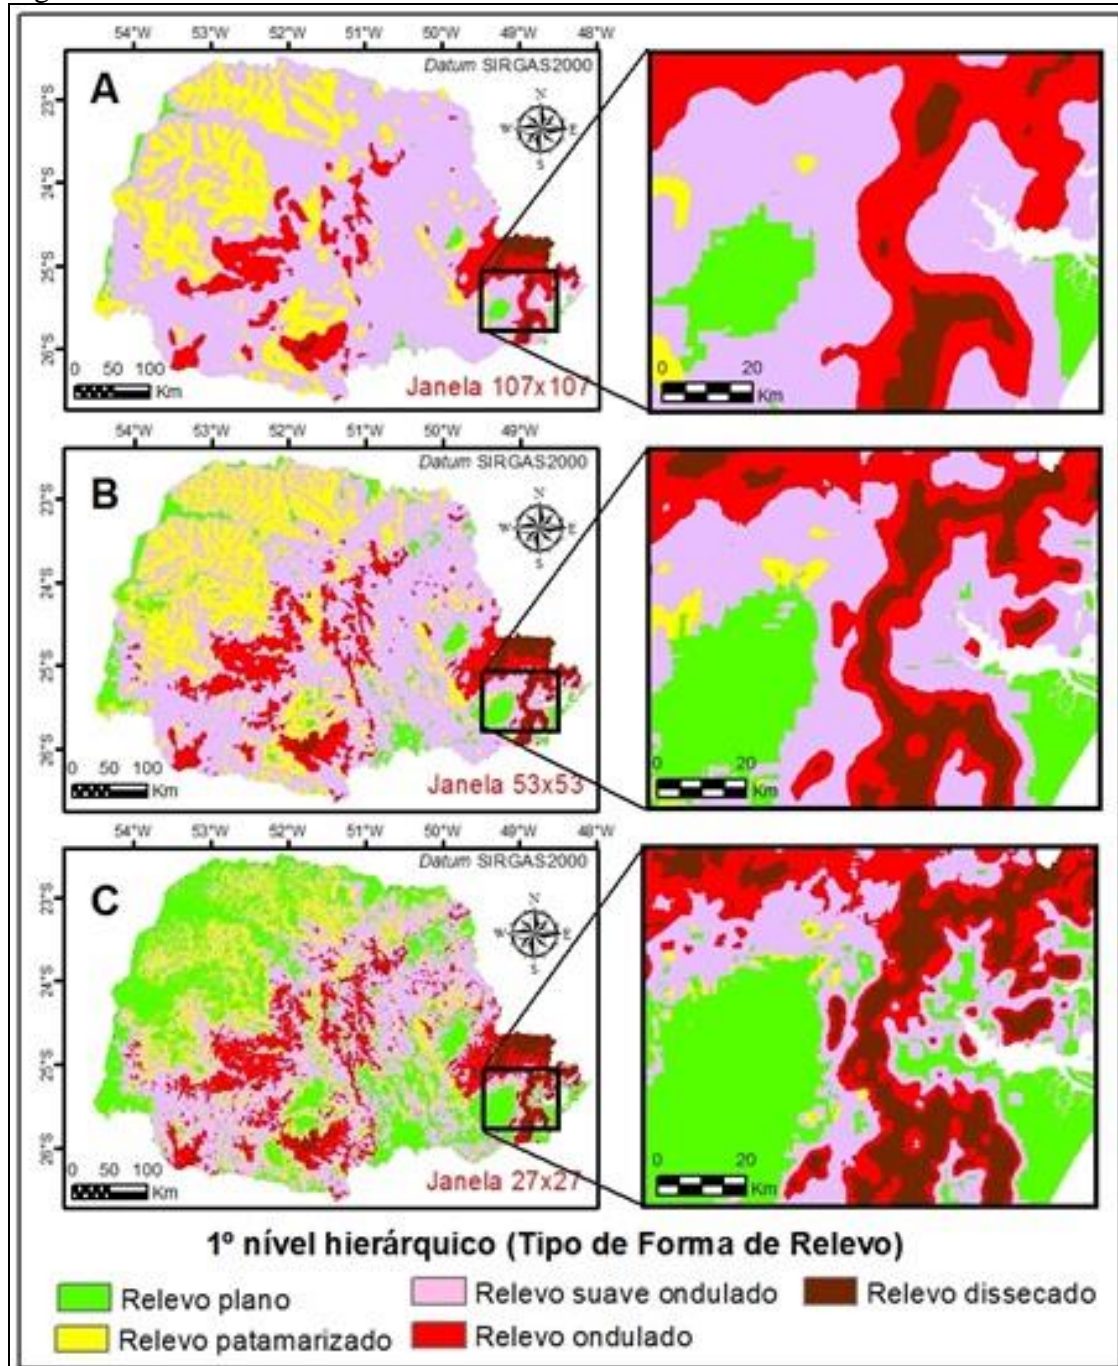 54°W 53°W 52°W 51°W 50°W 49°W 48°W
A
Datum SIRGAS2000
N
W E
S
23°S
24°S
25°S
26°S
0 50 100
Km
Janela 107x107
0 20
Km
54°W 53°W 52°W 51°W 50°W 49°W 48°W
B
Datum SIRGAS2000
N
W E
S
23°S
24°S
25°S
26°S
0 50 100
Km
Janela 53x53
0 20
Km
54°W 53°W 52°W 51°W 50°W 49°W 48°W
C
Datum SIRGAS2000
N
W E
S
23°S
24°S
25°S
26°S
0 50 100
Km
Janela 27x27
0 20
Km
1º nível hierárquico (Tipo de Forma de Relevo)
Relevo plano Relevo suave ondulado Relevo dissecado
Relevo patamarizado Relevo ondulado